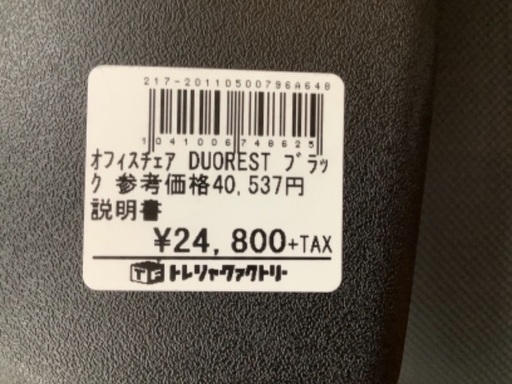 217-20110500796A648
1041006748625
オフィスチェア DUOREST ブラッ
ク 参考価格40,537円
説明書
¥24,800+TAX
TF トレジャーファクトリー